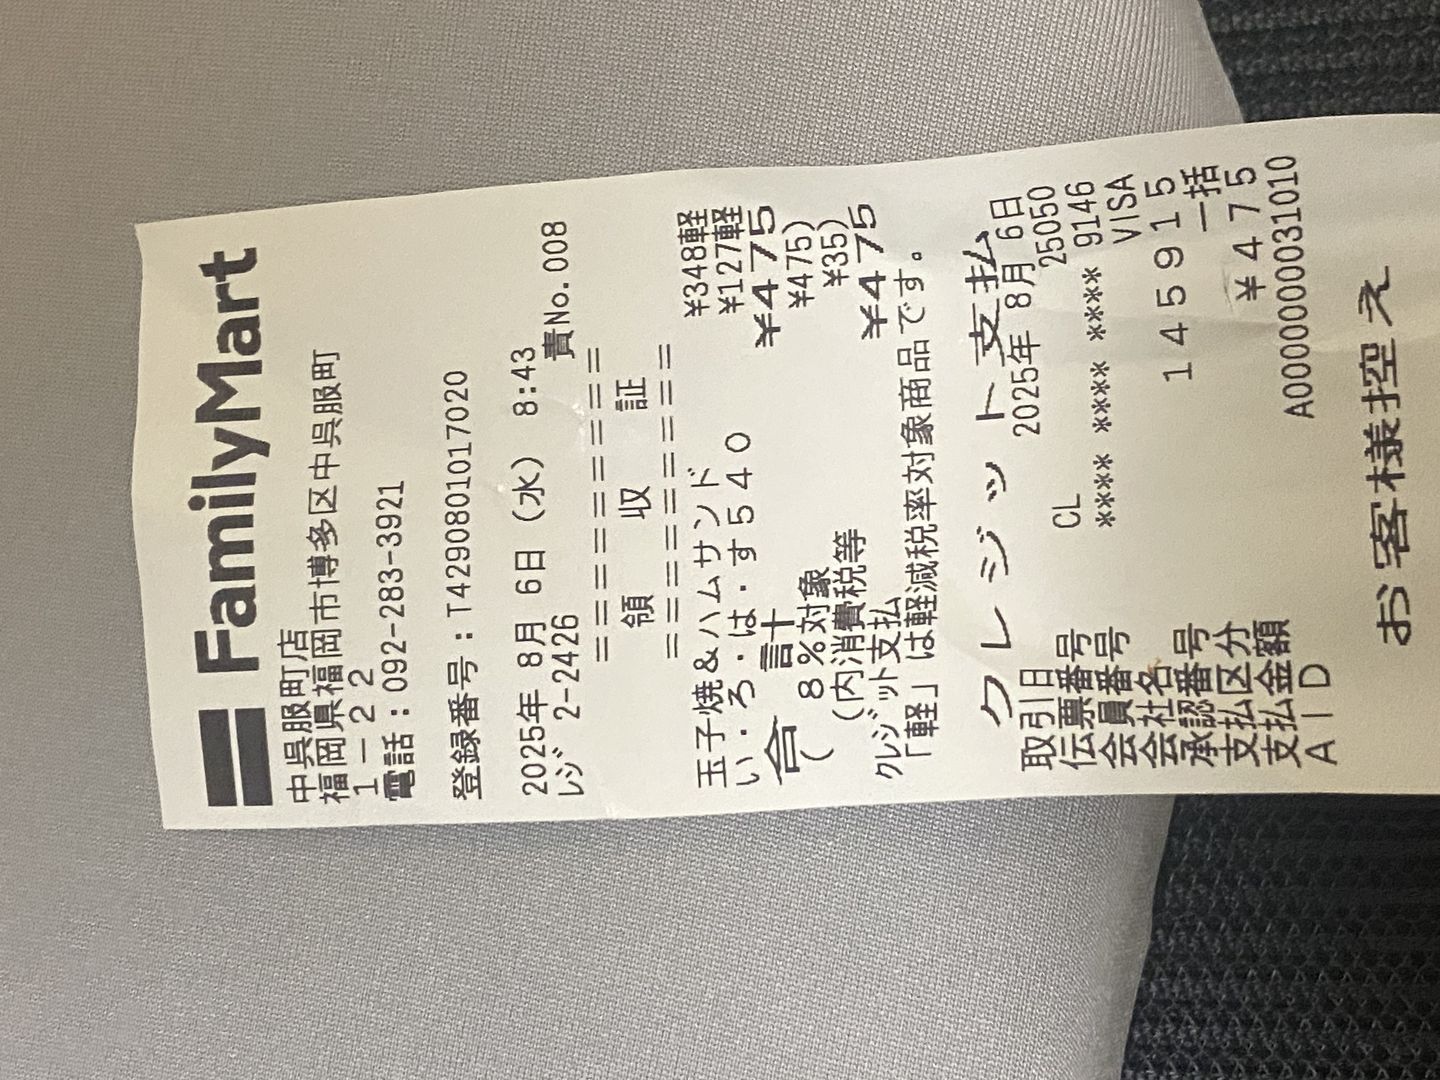 FamilyMart
中呉服町店
福岡県福岡市博多区中呉服町
1-22
電話:092-283-3921
登録番号:T4290801017020
2025年 8月 6日(水) 8:43
レジ 2-2426 責No.008
==============
領 収 証
==============
玉子焼&ハムサンド ¥348軽
い・ろ・は・す540 ¥127軽
合 計 ¥475
( 8%対象 ¥475)
(内消費税等 ¥35)
クレジット支払 ¥475
「軽」は軽減税率対象商品です。
クレジット支払
取引日 2025年 8月 6日
伝票番号 CL 25050
会員番号 **** **** **** 9146
会社名 VISA
承認番号 145915
支払区分 一括
支払金額 ¥475
AID A0000000031010
お客様控え